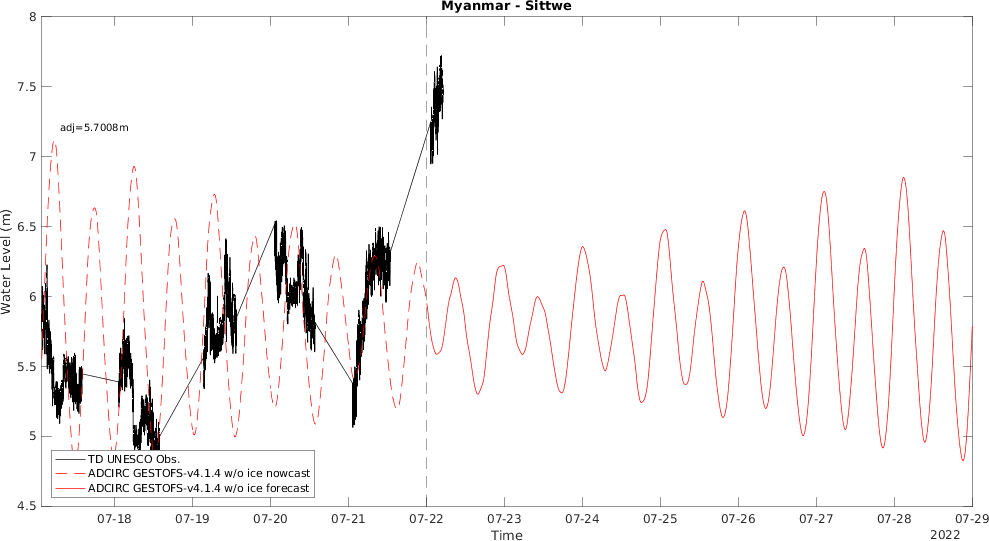 Myanmar - Sittwe
8
7.5
7
6.5
6
5.5
5
4.5
Water Level (m)
adj=5.7008m
TD UNESCO Obs.
ADCIRC GESTOFS-v4.1.4 w/o ice nowcast
ADCIRC GESTOFS-v4.1.4 w/o ice forecast
07-18 07-19 07-20 07-21 07-22 07-23 07-24 07-25 07-26 07-27 07-28 07-29
Time
2022